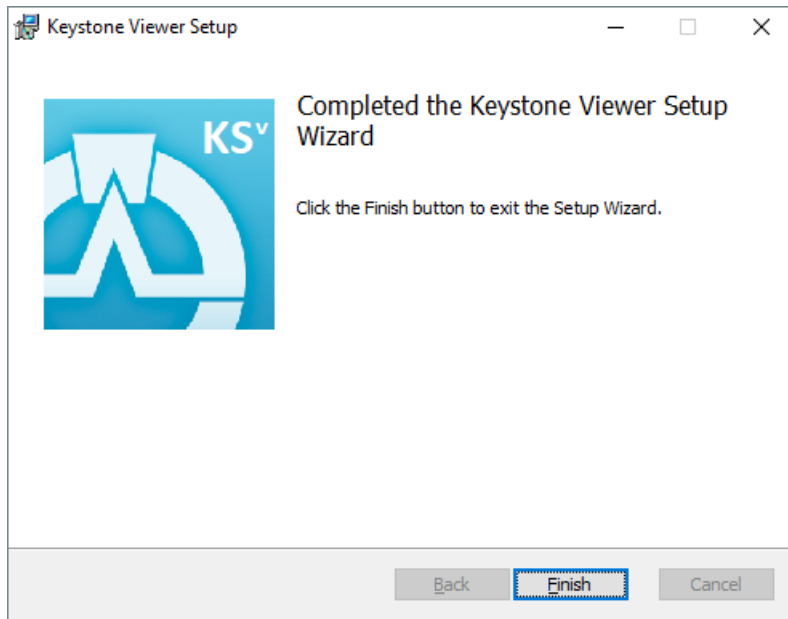 Keystone Viewer Setup
KSv
Completed the Keystone Viewer Setup
Wizard
Click the Finish button to exit the Setup Wizard.
Back
Finish
Cancel